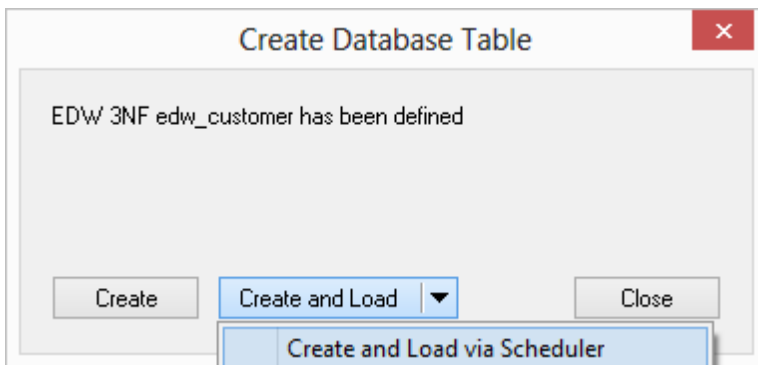 Create Database Table
EDW 3NF edw_customer has been defined
Create Create and Load Close
Create and Load via Scheduler